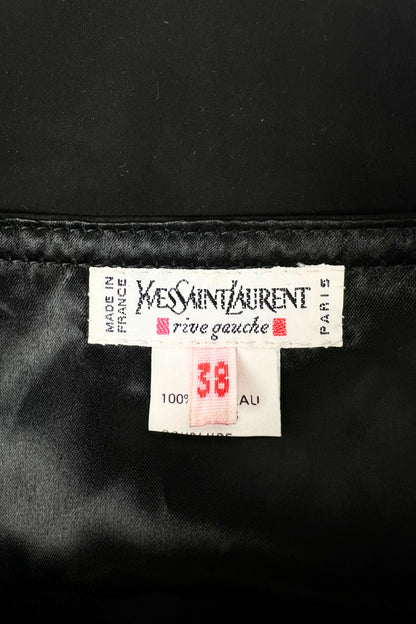 MADE IN
FRANCE
YVESSAINTLAURENT
rive gauche
PARIS
38
100% AU